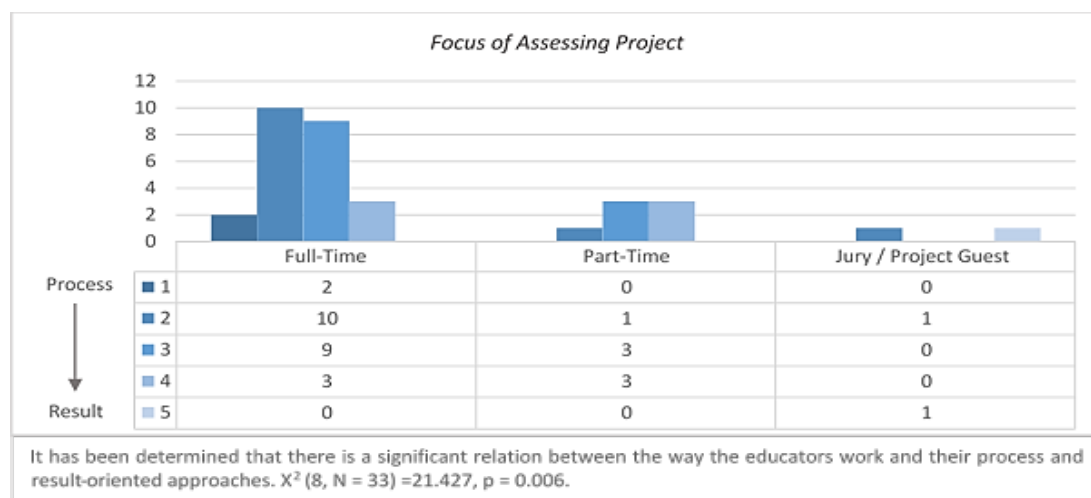 Focus of Assessing Project
12
10
8
6
4
2
0
Full-Time Part-Time Jury / Project Guest
Process 1 2 0 0
2 10 1 1
3 9 3 0
4 3 3 0
Result 5 0 0 1
It has been determined that there is a significant relation between the way the educators work and their process and
result-oriented approaches. X² (8, N = 33) =21.427, p = 0.006.